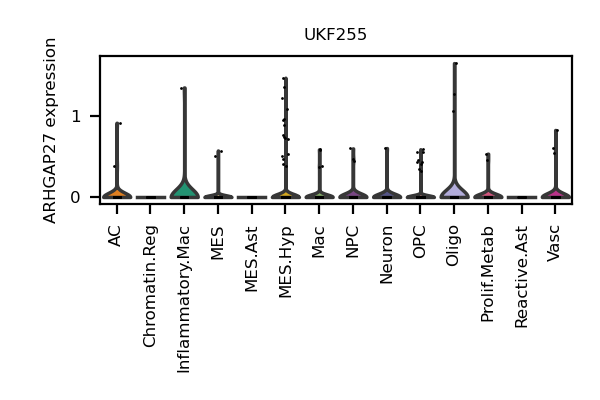 UKF255
ARHGAP27 expression
1
0
AC
Chromatin.Reg
Inflammatory.Mac
MES
MES.Ast
MES.Hyp
Mac
NPC
Neuron
OPC
Oligo
Prolif.Metab
Reactive.Ast
Vasc